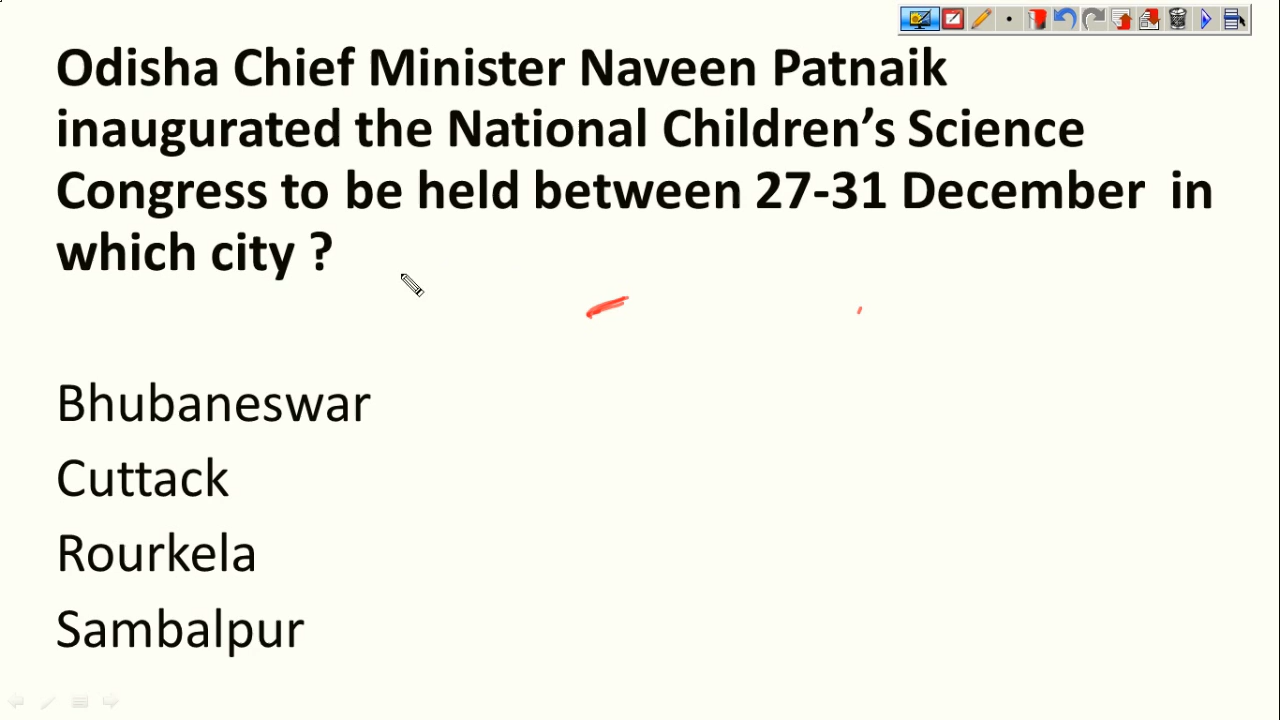 Odisha Chief Minister Naveen Patnaik
inaugurated the National Children’s Science
Congress to be held between 27-31 December  in
which city ?
Bhubaneswar
Cuttack
Rourkela
Sambalpur